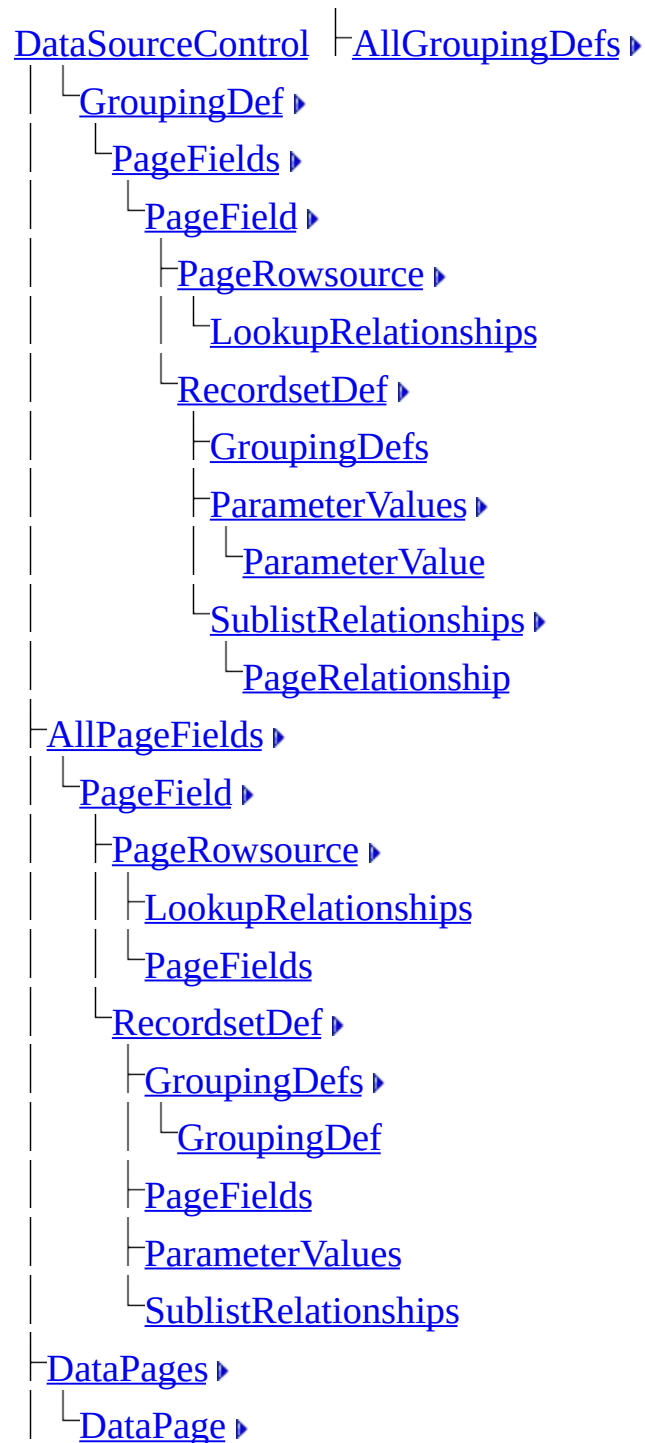 DataSourceControl AllGroupingDefs
GroupingDef
PageFields
PageField
PageRowsource
LookupRelationships
RecordsetDef
GroupingDefs
ParameterValues
ParameterValue
SublistRelationships
PageRelationship
AllPageFields
PageField
PageRowsource
LookupRelationships
PageFields
RecordsetDef
GroupingDefs
GroupingDef
PageFields
ParameterValues
SublistRelationships
DataPages
DataPage